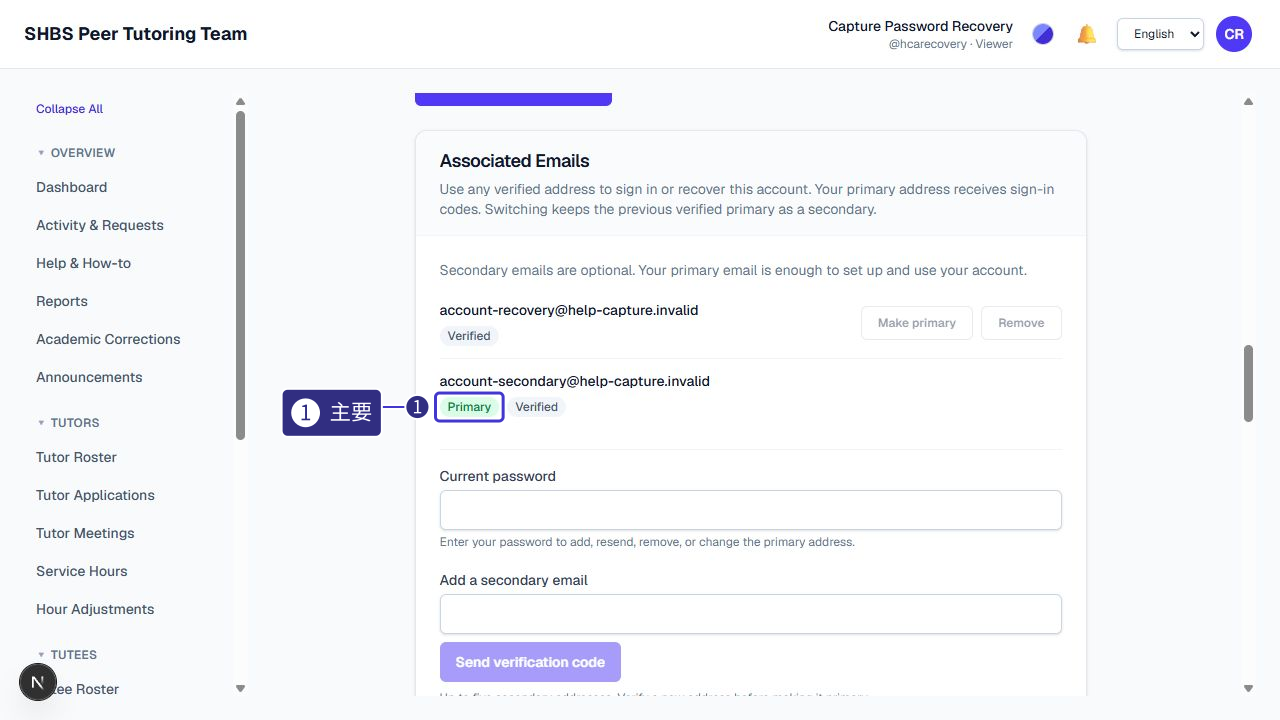 SHBS Peer Tutoring Team
Capture Password Recovery
@hcarecovery · Viewer
English
CR
Collapse All
OVERVIEW
Dashboard
Activity & Requests
Help & How-to
Reports
Academic Corrections
Announcements
TUTORS
Tutor Roster
Tutor Applications
Tutor Meetings
Service Hours
Hour Adjustments
TUTEES
Roster
N
Associated Emails
Use any verified address to sign in or recover this account. Your primary address receives sign-in
codes. Switching keeps the previous verified primary as a secondary.
Secondary emails are optional. Your primary email is enough to set up and use your account.
account-recovery@help-capture.invalid
Verified
Make primary
Remove
account-secondary@help-capture.invalid
1 主要
1
Primary
Verified
Current password
Enter your password to add, resend, remove, or change the primary address.
Add a secondary email
Send verification code